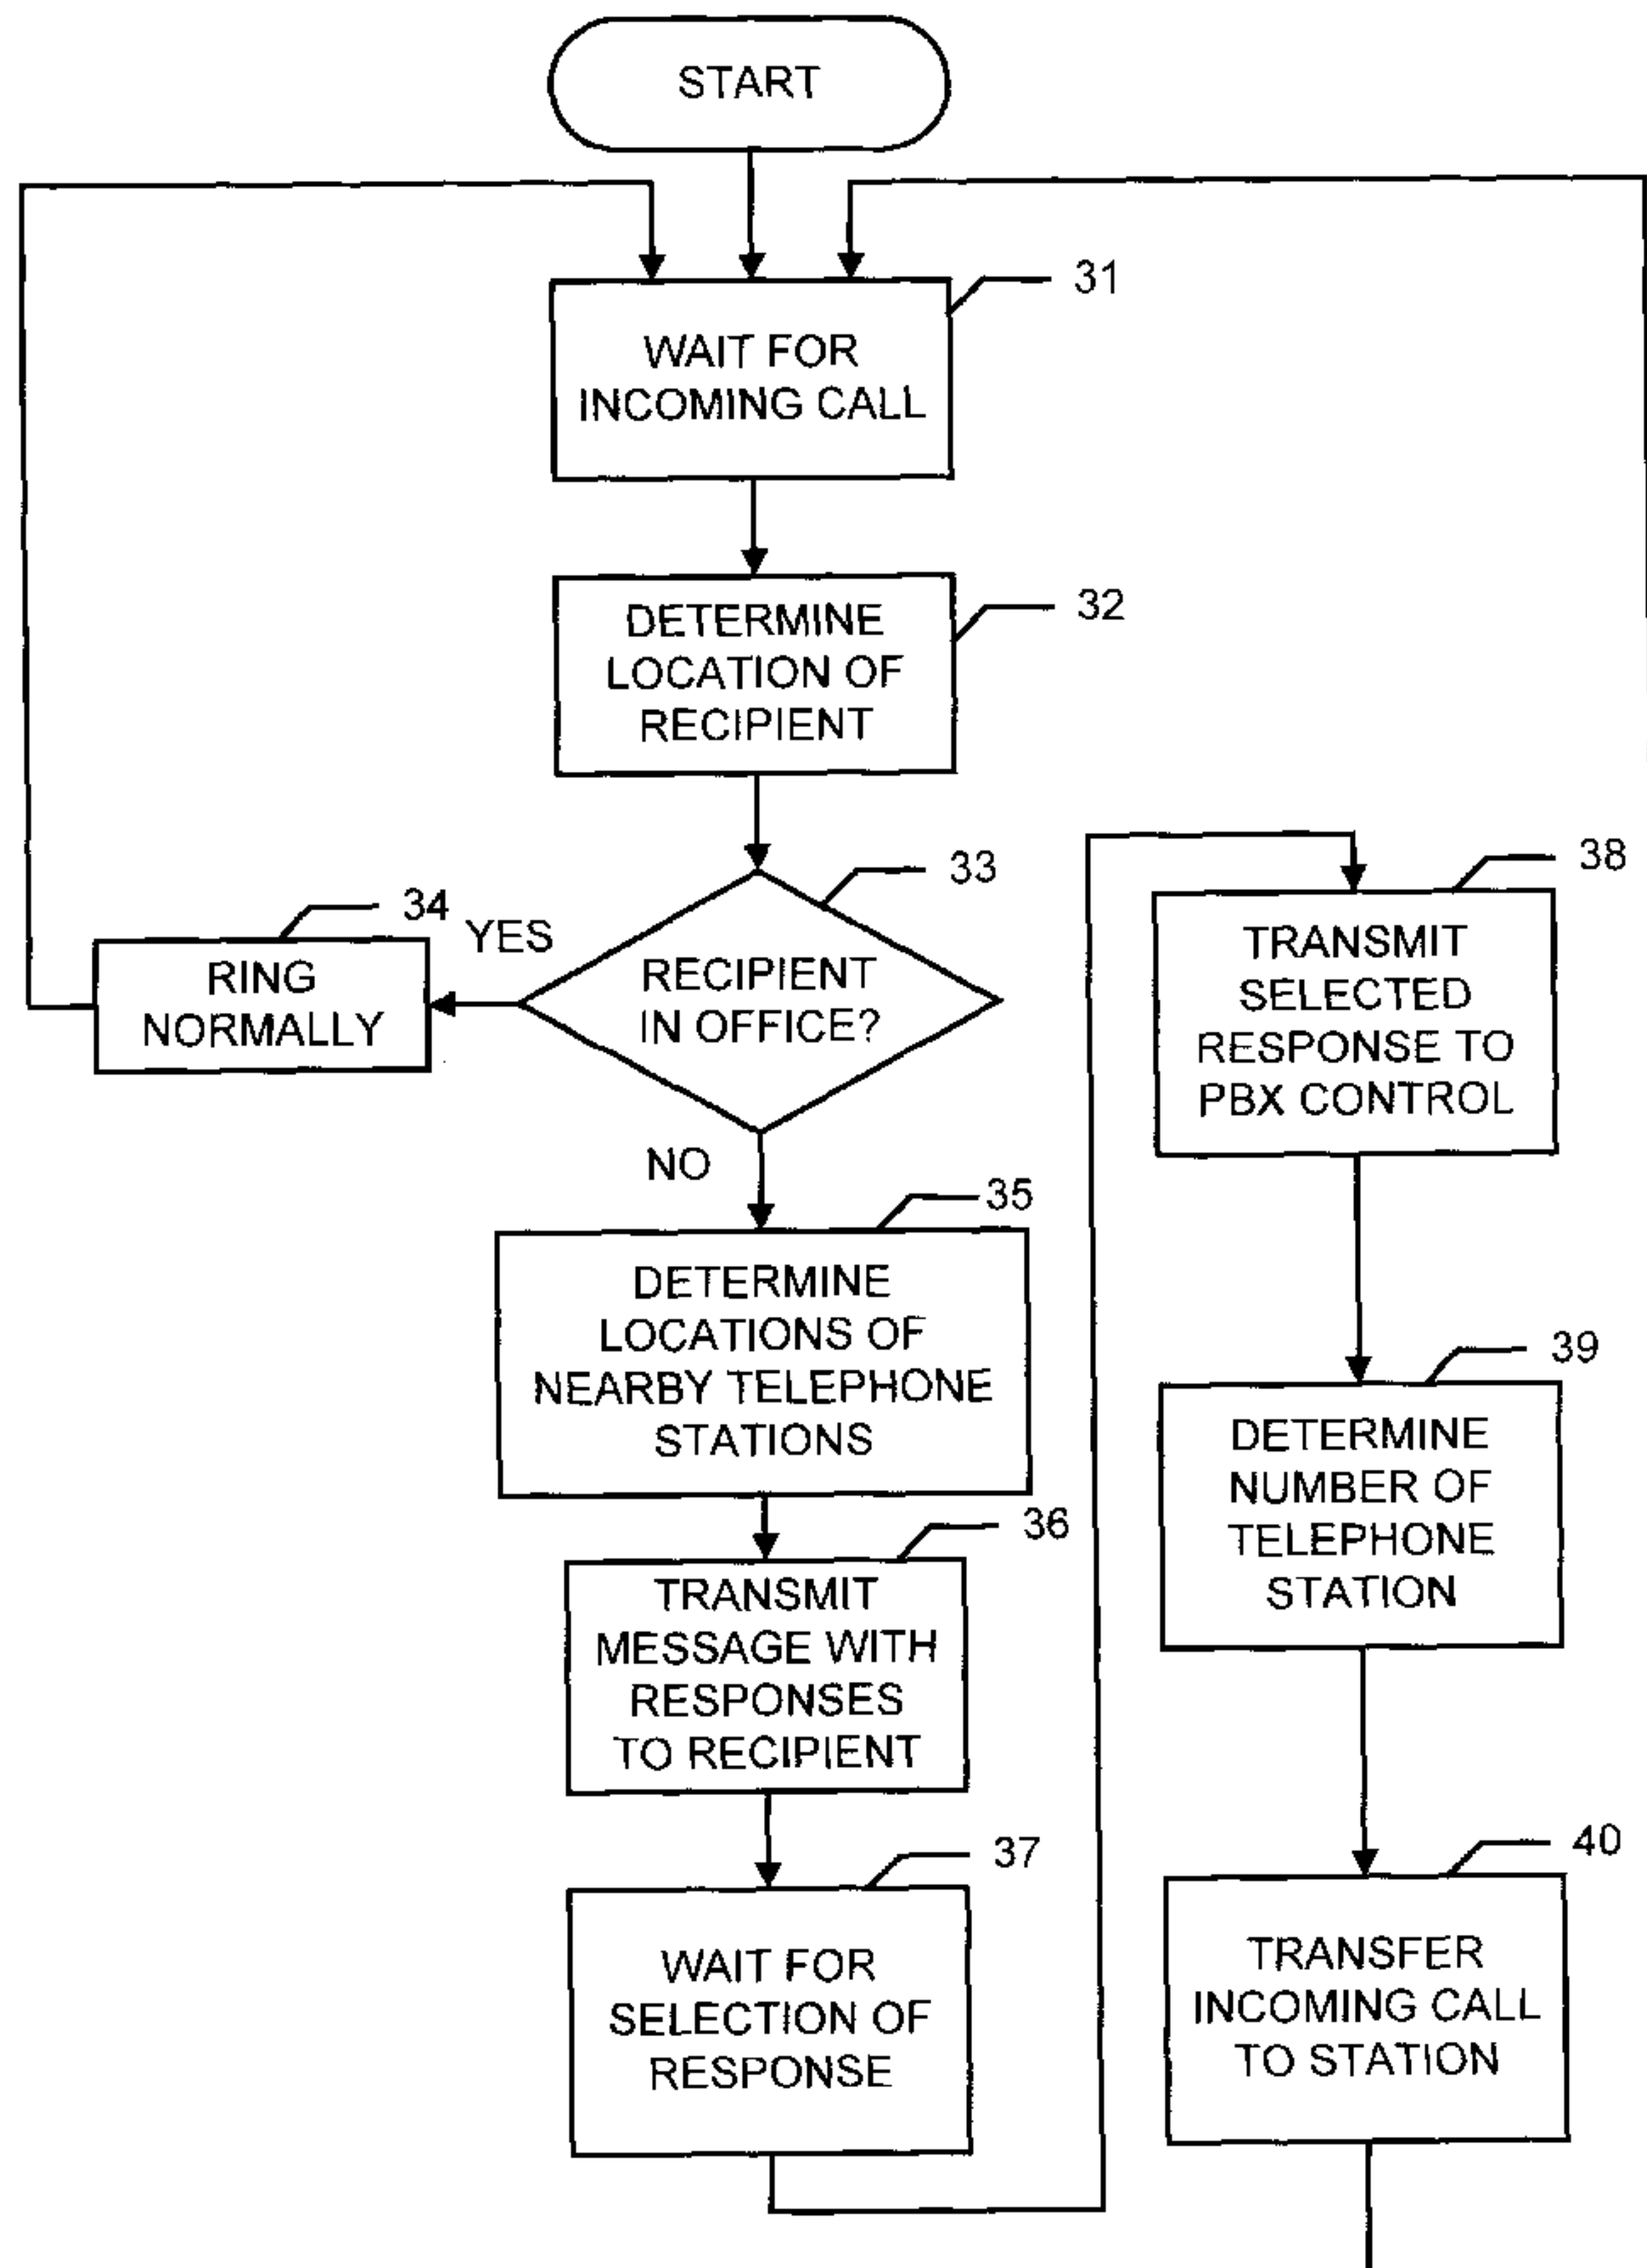 START
31
WAIT FOR
INCOMING CALL
32
DETERMINE
LOCATION OF
RECIPIENT
33
RECIPIENT
IN OFFICE?
YES
34
RING
NORMALLY
NO
35
DETERMINE
LOCATIONS OF
NEARBY TELEPHONE
STATIONS
36
TRANSMIT
MESSAGE WITH
RESPONSES
TO RECIPIENT
37
WAIT FOR
SELECTION OF
RESPONSE
38
TRANSMIT
SELECTED
RESPONSE TO
PBX CONTROL
39
DETERMINE
NUMBER OF
TELEPHONE
STATION
40
TRANSFER
INCOMING CALL
TO STATION